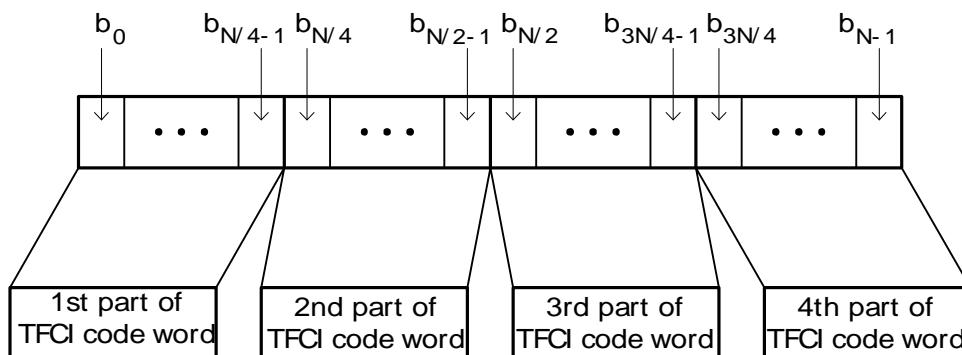 b0 bN/4-1 bN/4 bN/2-1 bN/2 b3N/4-1 b3N/4 bN-1
1st part of
TFCI code word
2nd part of
TFCI code word
3rd part of
TFCI code word
4th part of
TFCI code word